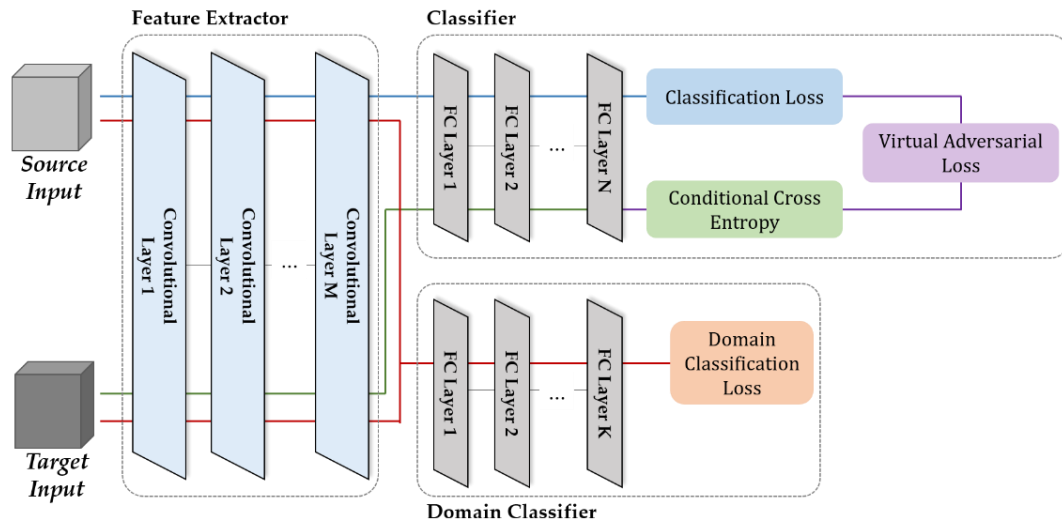 Feature Extractor
Classifier
Source
Input
Target
Input
Convolutional
Layer 1
Convolutional
Layer 2
...
Convolutional
Layer M
FC Layer 1
FC Layer 2
...
FC Layer N
Classification Loss
Conditional Cross
Entropy
Virtual Adversarial
Loss
FC Layer 1
FC Layer 2
...
FC Layer K
Domain
Classification
Loss
Domain Classifier